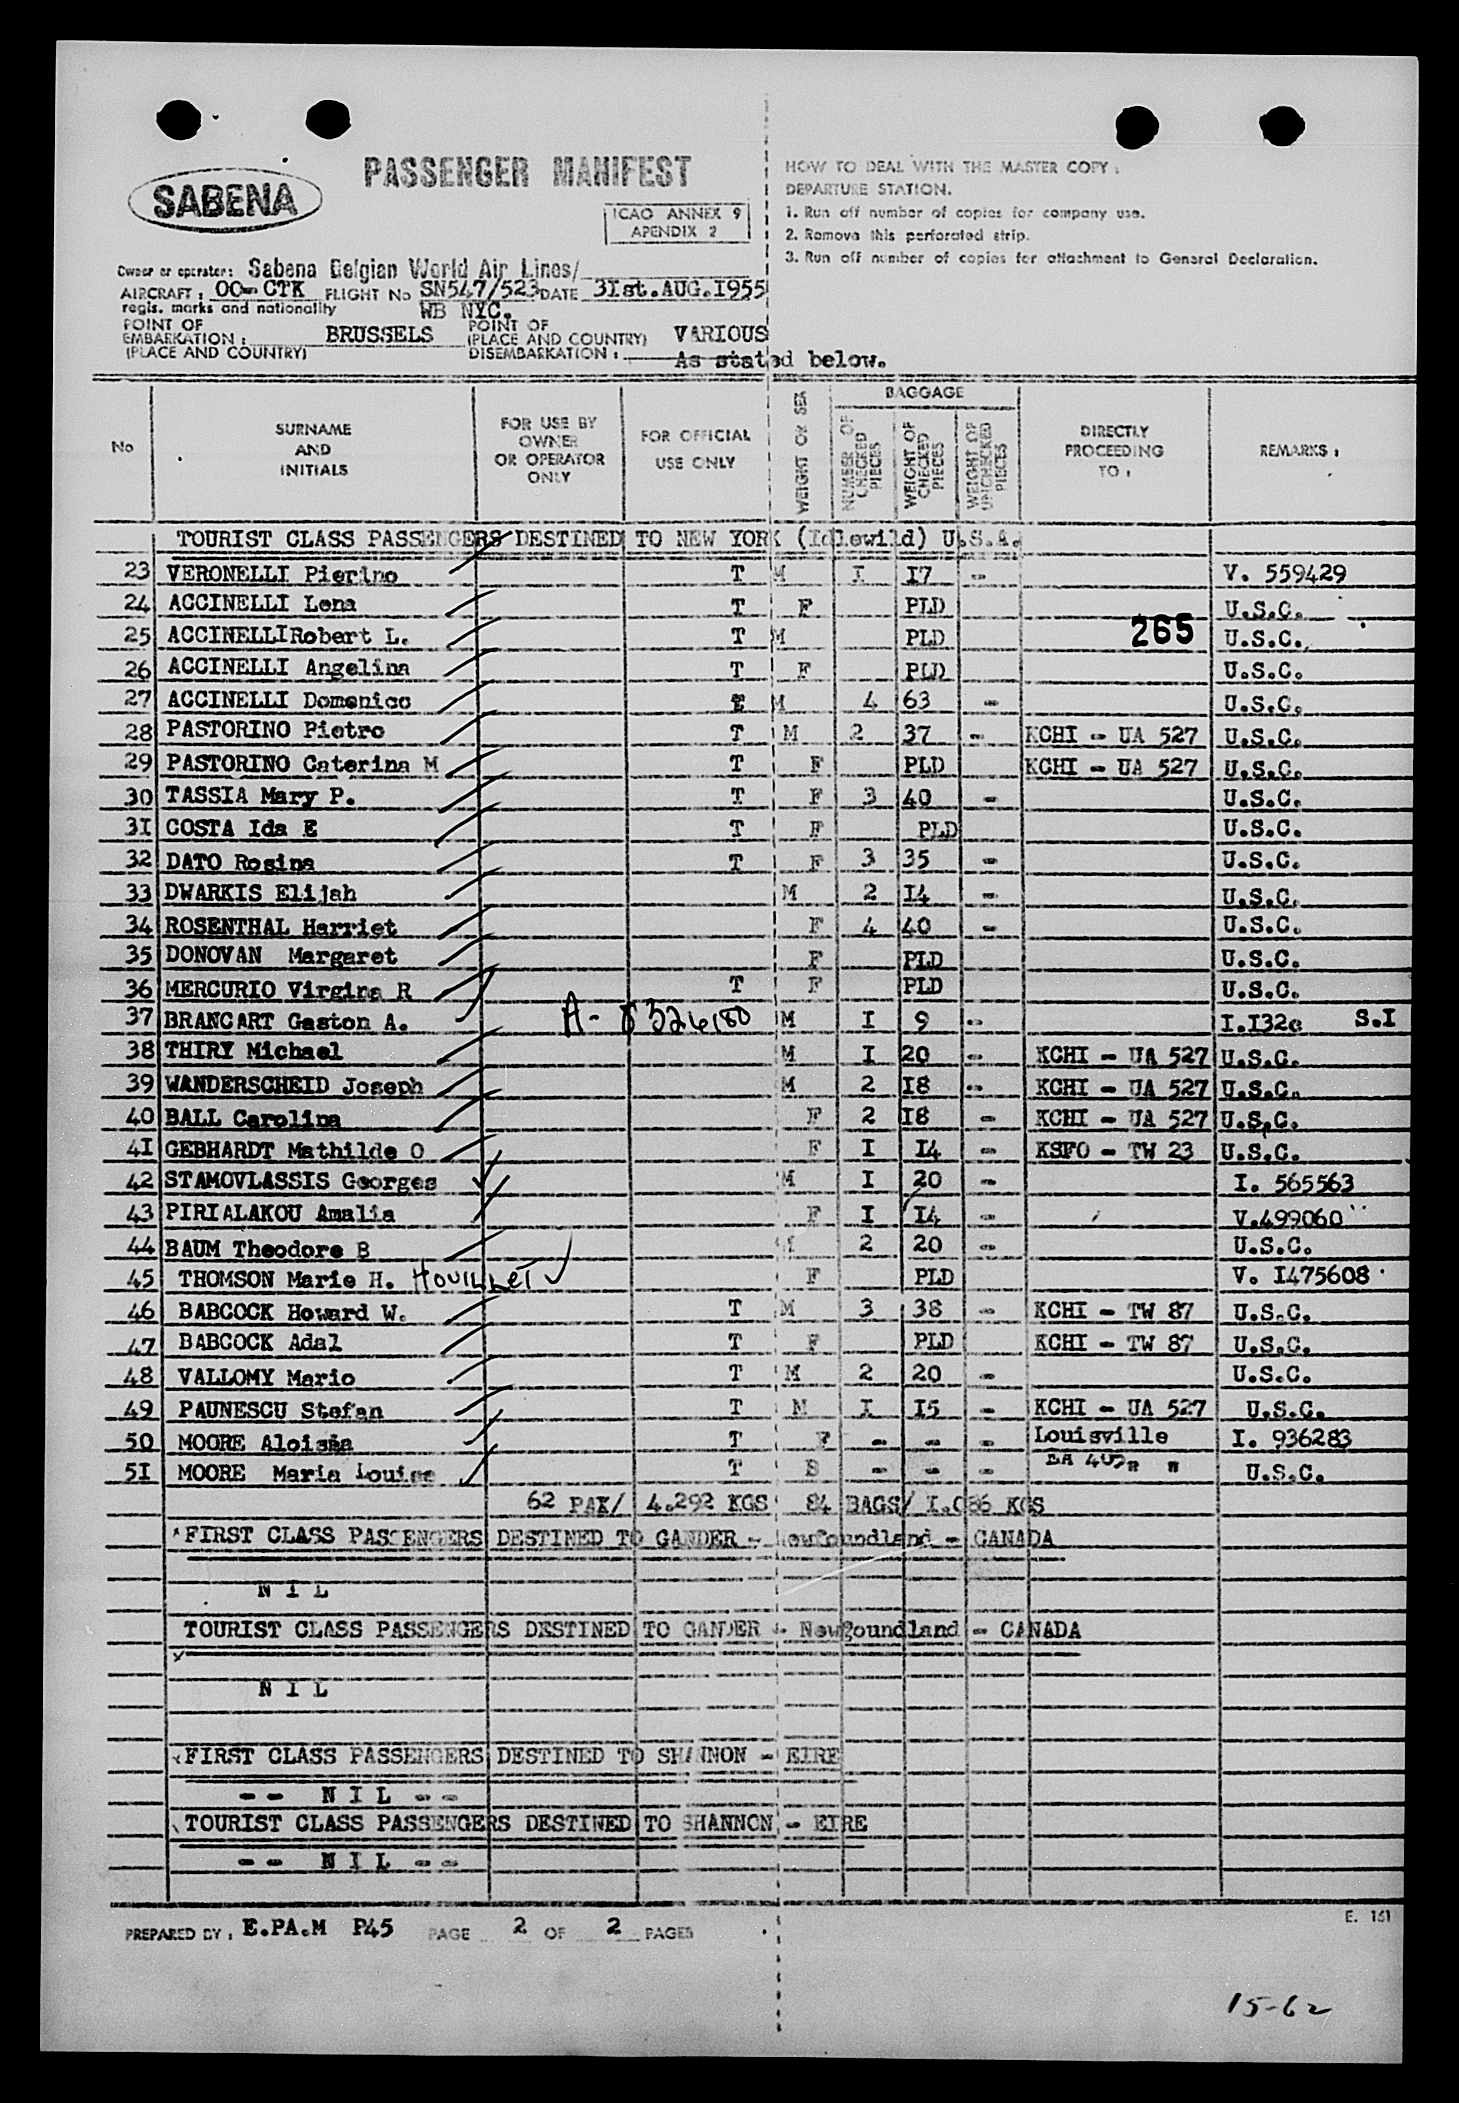 PASSENGER MANIFEST
SABENA
ICAO ANNEX 9
APENDIX 2
HOW TO DEAL WITH THE MASTER COPY :
DEPARTURE STATION.
1. Run off number of copies for company use.
2. Remove this perforated strip.
3. Run off number of copies for attachment to General Declaration.
Owner or operator: Sabena Belgian World Air Lines/
AIRCRAFT : OO-CTK FLIGHT No SN547/523 DATE 3Ist.AUG.I955
regis. marks and nationality WB NYC.
POINT OF EMBARKATION : BRUSSELS POINT OF (PLACE AND COUNTRY) VARIOUS
(PLACE AND COUNTRY) DISEMBARKATION : As stated below.
No SURNAME AND INITIALS FOR USE BY OWNER OR OPERATOR ONLY FOR OFFICIAL USE ONLY WEIGHT OR SEX BAGGAGE NUMBER OF CHECKED PIECES WEIGHT OF CHECKED PIECES WEIGHT OF UNCHECKED PIECES DIRECTLY PROCEEDING TO : REMARKS :
TOURIST CLASS PASSENGERS DESTINED TO NEW YORK (Idlewild) U.S.A.
23 VERONELLI Pierino T M I I7 - V. 559429
24 ACCINELLI Lena T F PLD U.S.C.
265
25 ACCINELLIRobert L. T M PLD U.S.C.
26 ACCINELLI Angelina T F PLD U.S.C.
27 ACCINELLI Domenico T M 4 63 - U.S.C.
28 PASTORINO Pietro T M 2 37 - KCHI - UA 527 U.S.C.
29 PASTORINO Caterina M T F PLD KCHI - UA 527 U.S.C.
30 TASSIA Mary P. T F 3 40 - U.S.C.
3I COSTA Ida E T F PLD U.S.C.
32 DATO Rosina T F 3 35 - U.S.C.
33 DWARKIS Elijah M 2 I4 - U.S.C.
34 ROSENTHAL Harriet F 4 40 - U.S.C.
35 DONOVAN Margaret F PLD U.S.C.
36 MERCURIO Virgina R T F PLD U.S.C.
37 BRANCART Gaston A. A- 8326180 M I 9 - I.I32c S.I
38 THIRY Michael M I 20 - KCHI - UA 527 U.S.C.
39 WANDERSCHEID Joseph M 2 I8 - KCHI - UA 527 U.S.C.
40 BALL Carolina F 2 I8 - KCHI - UA 527 U.S.C.
4I GEBHARDT Mathilde O F I I4 - KSFO - TW 23 U.S.C.
42 STAMOVLASSIS Georges M I 20 - I. 565563
43 PIRIALAKOU Amalia F I I4 - V.499060
44 BAUM Theodore B M 2 20 - U.S.C.
45 THOMSON Marie H. HOUILLET F PLD V. I475608
46 BABCOCK Howard W. T M 3 38 - KCHI - TW 87 U.S.C.
47 BABCOCK Adal T F PLD KCHI - TW 87 U.S.C.
48 VALLOMY Mario T M 2 20 - U.S.C.
49 PAUNESCU Stefan T M I I5 - KCHI - UA 527 U.S.C.
50 MOORE Aloisia T F - - - Louisville I. 936283
5I MOORE Maria Louise T - - - EA 405 " " U.S.C.
62 PAX/ 4.292 KGS 84 BAGS/ I.086 KGS
FIRST CLASS PASSENGERS DESTINED TO GANDER - Newfoundland - CANADA
N I L
TOURIST CLASS PASSENGERS DESTINED TO GANDER - Newfoundland - CANADA
N I L
FIRST CLASS PASSENGERS DESTINED TO SHANNON - EIRE
-- N I L --
TOURIST CLASS PASSENGERS DESTINED TO SHANNON - EIRE
-- N I L --
PREPARED BY : E.PA.M P45 PAGE 2 OF 2 PAGES
E. 161
15-62